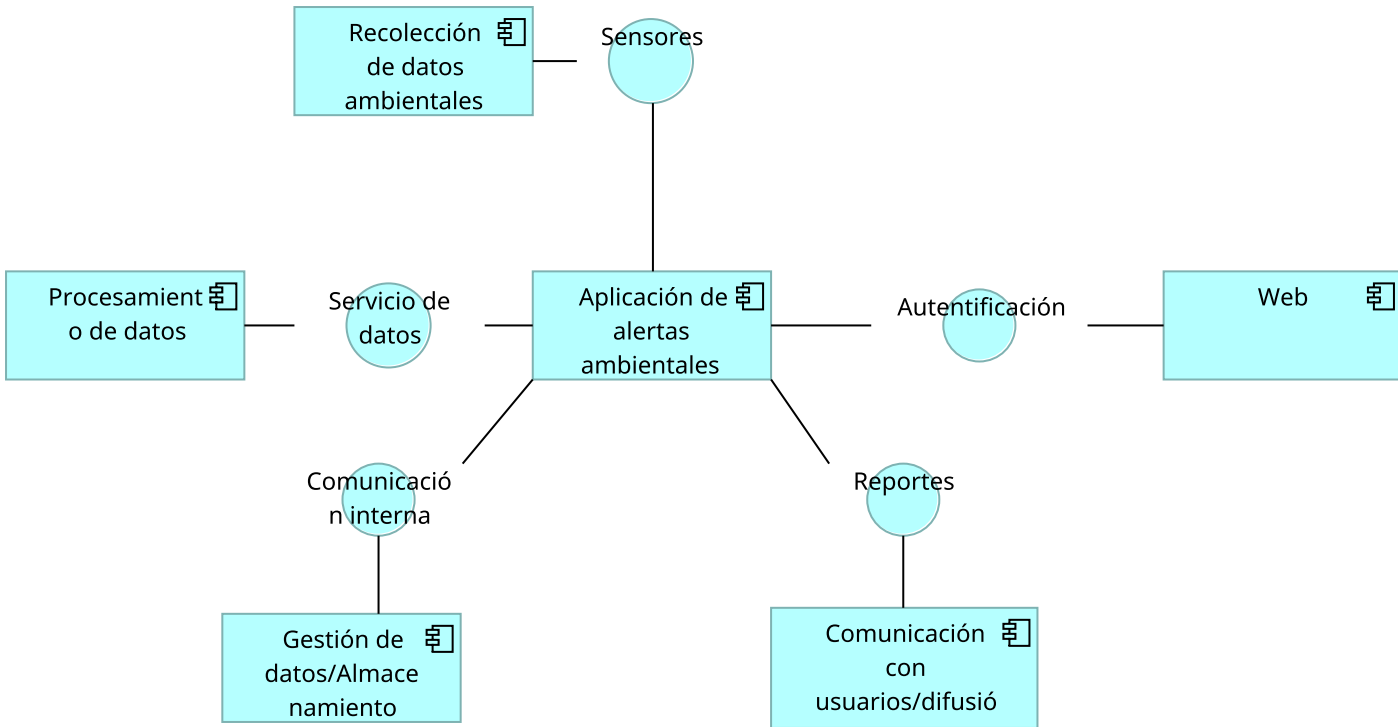 Recolección
de datos
ambientales
Sensores
Procesamient
o de datos
Servicio de
datos
Aplicación de
alertas
ambientales
Autentificación
Web
Comunicació
n interna
Reportes
Gestión de
datos/Almace
namiento
Comunicación
con
usuarios/difusió